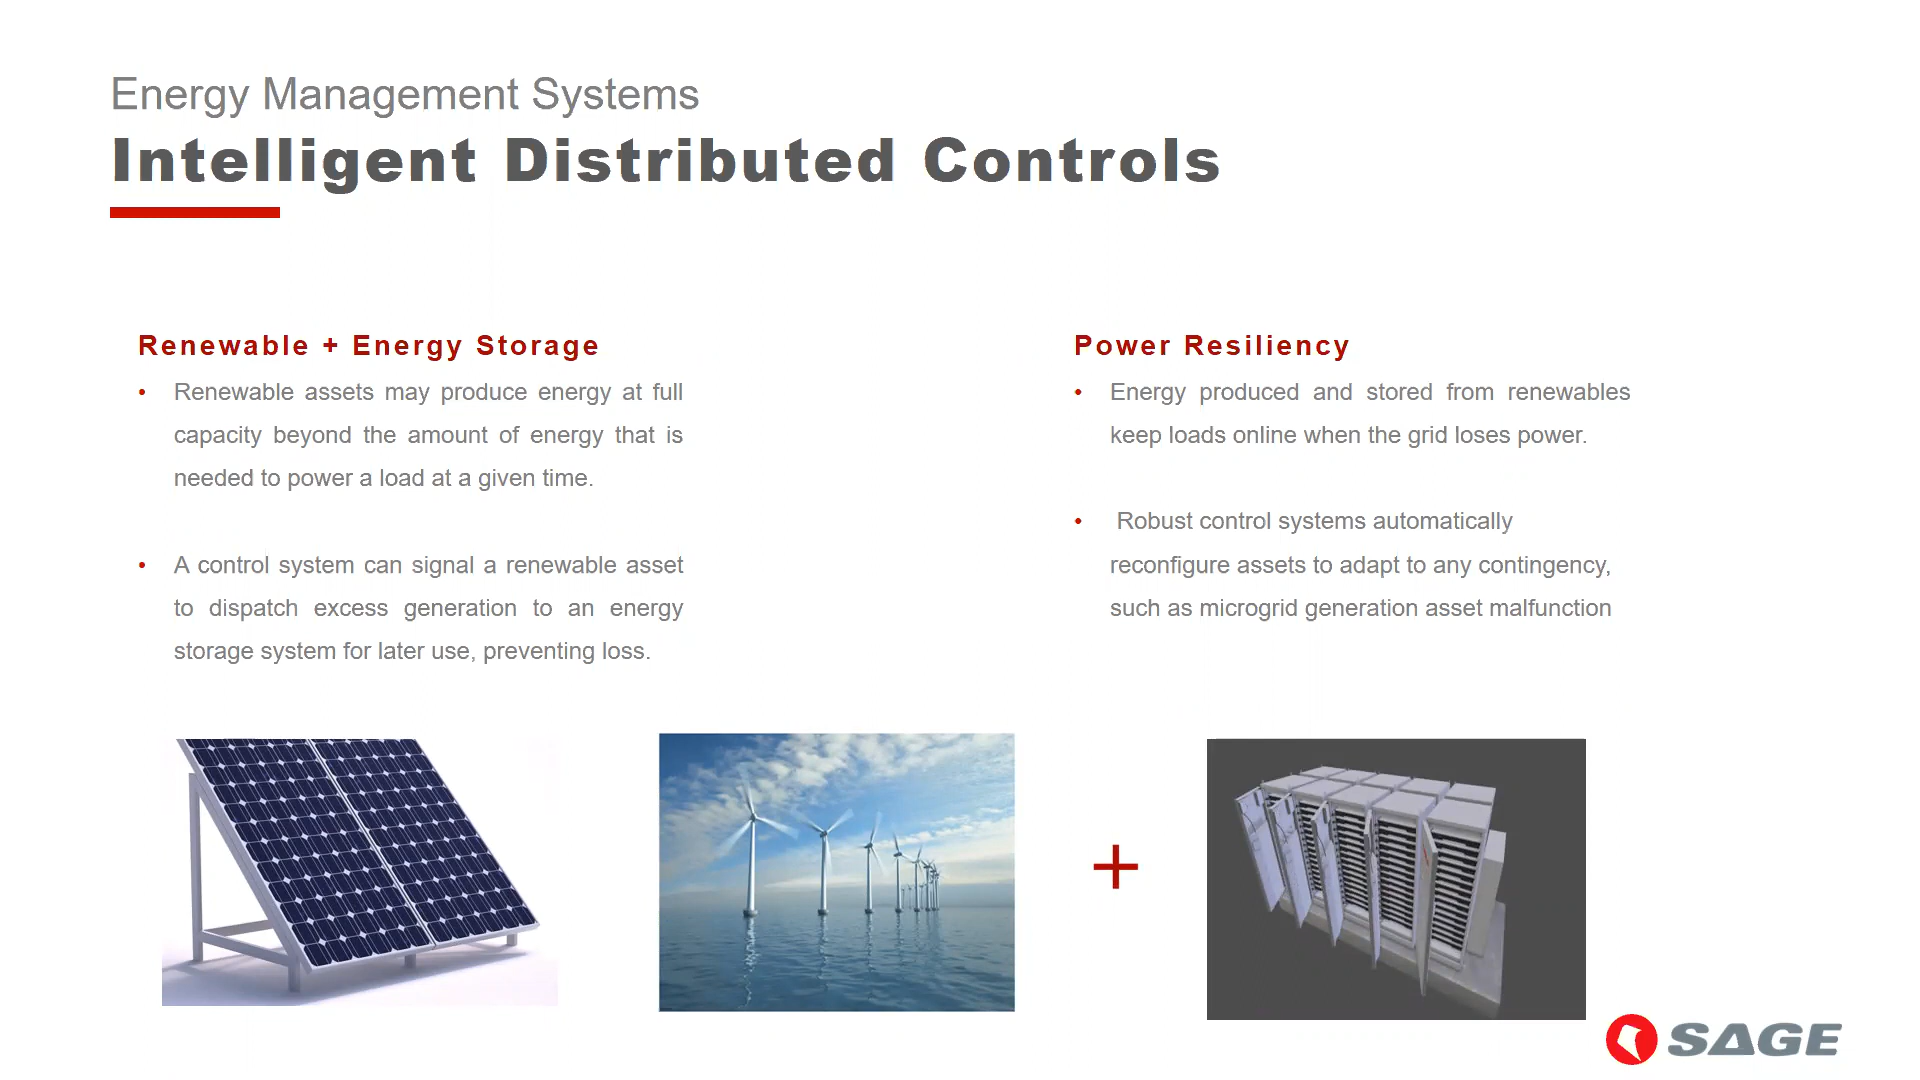 Energy Management Systems
Intelligent Distributed Controls
Renewable + Energy Storage
• Renewable assets may produce energy at full
capacity beyond the amount of energy that is
needed to power a load at a given time.
• A control system can signal a renewable asset
to dispatch excess generation to an energy
storage system for later use, preventing loss.
Power Resiliency
• Energy produced and stored from renewables
keep loads online when the grid loses power.
• Robust control systems automatically
reconfigure assets to adapt to any contingency,
such as microgrid generation asset malfunction
+
SAGE